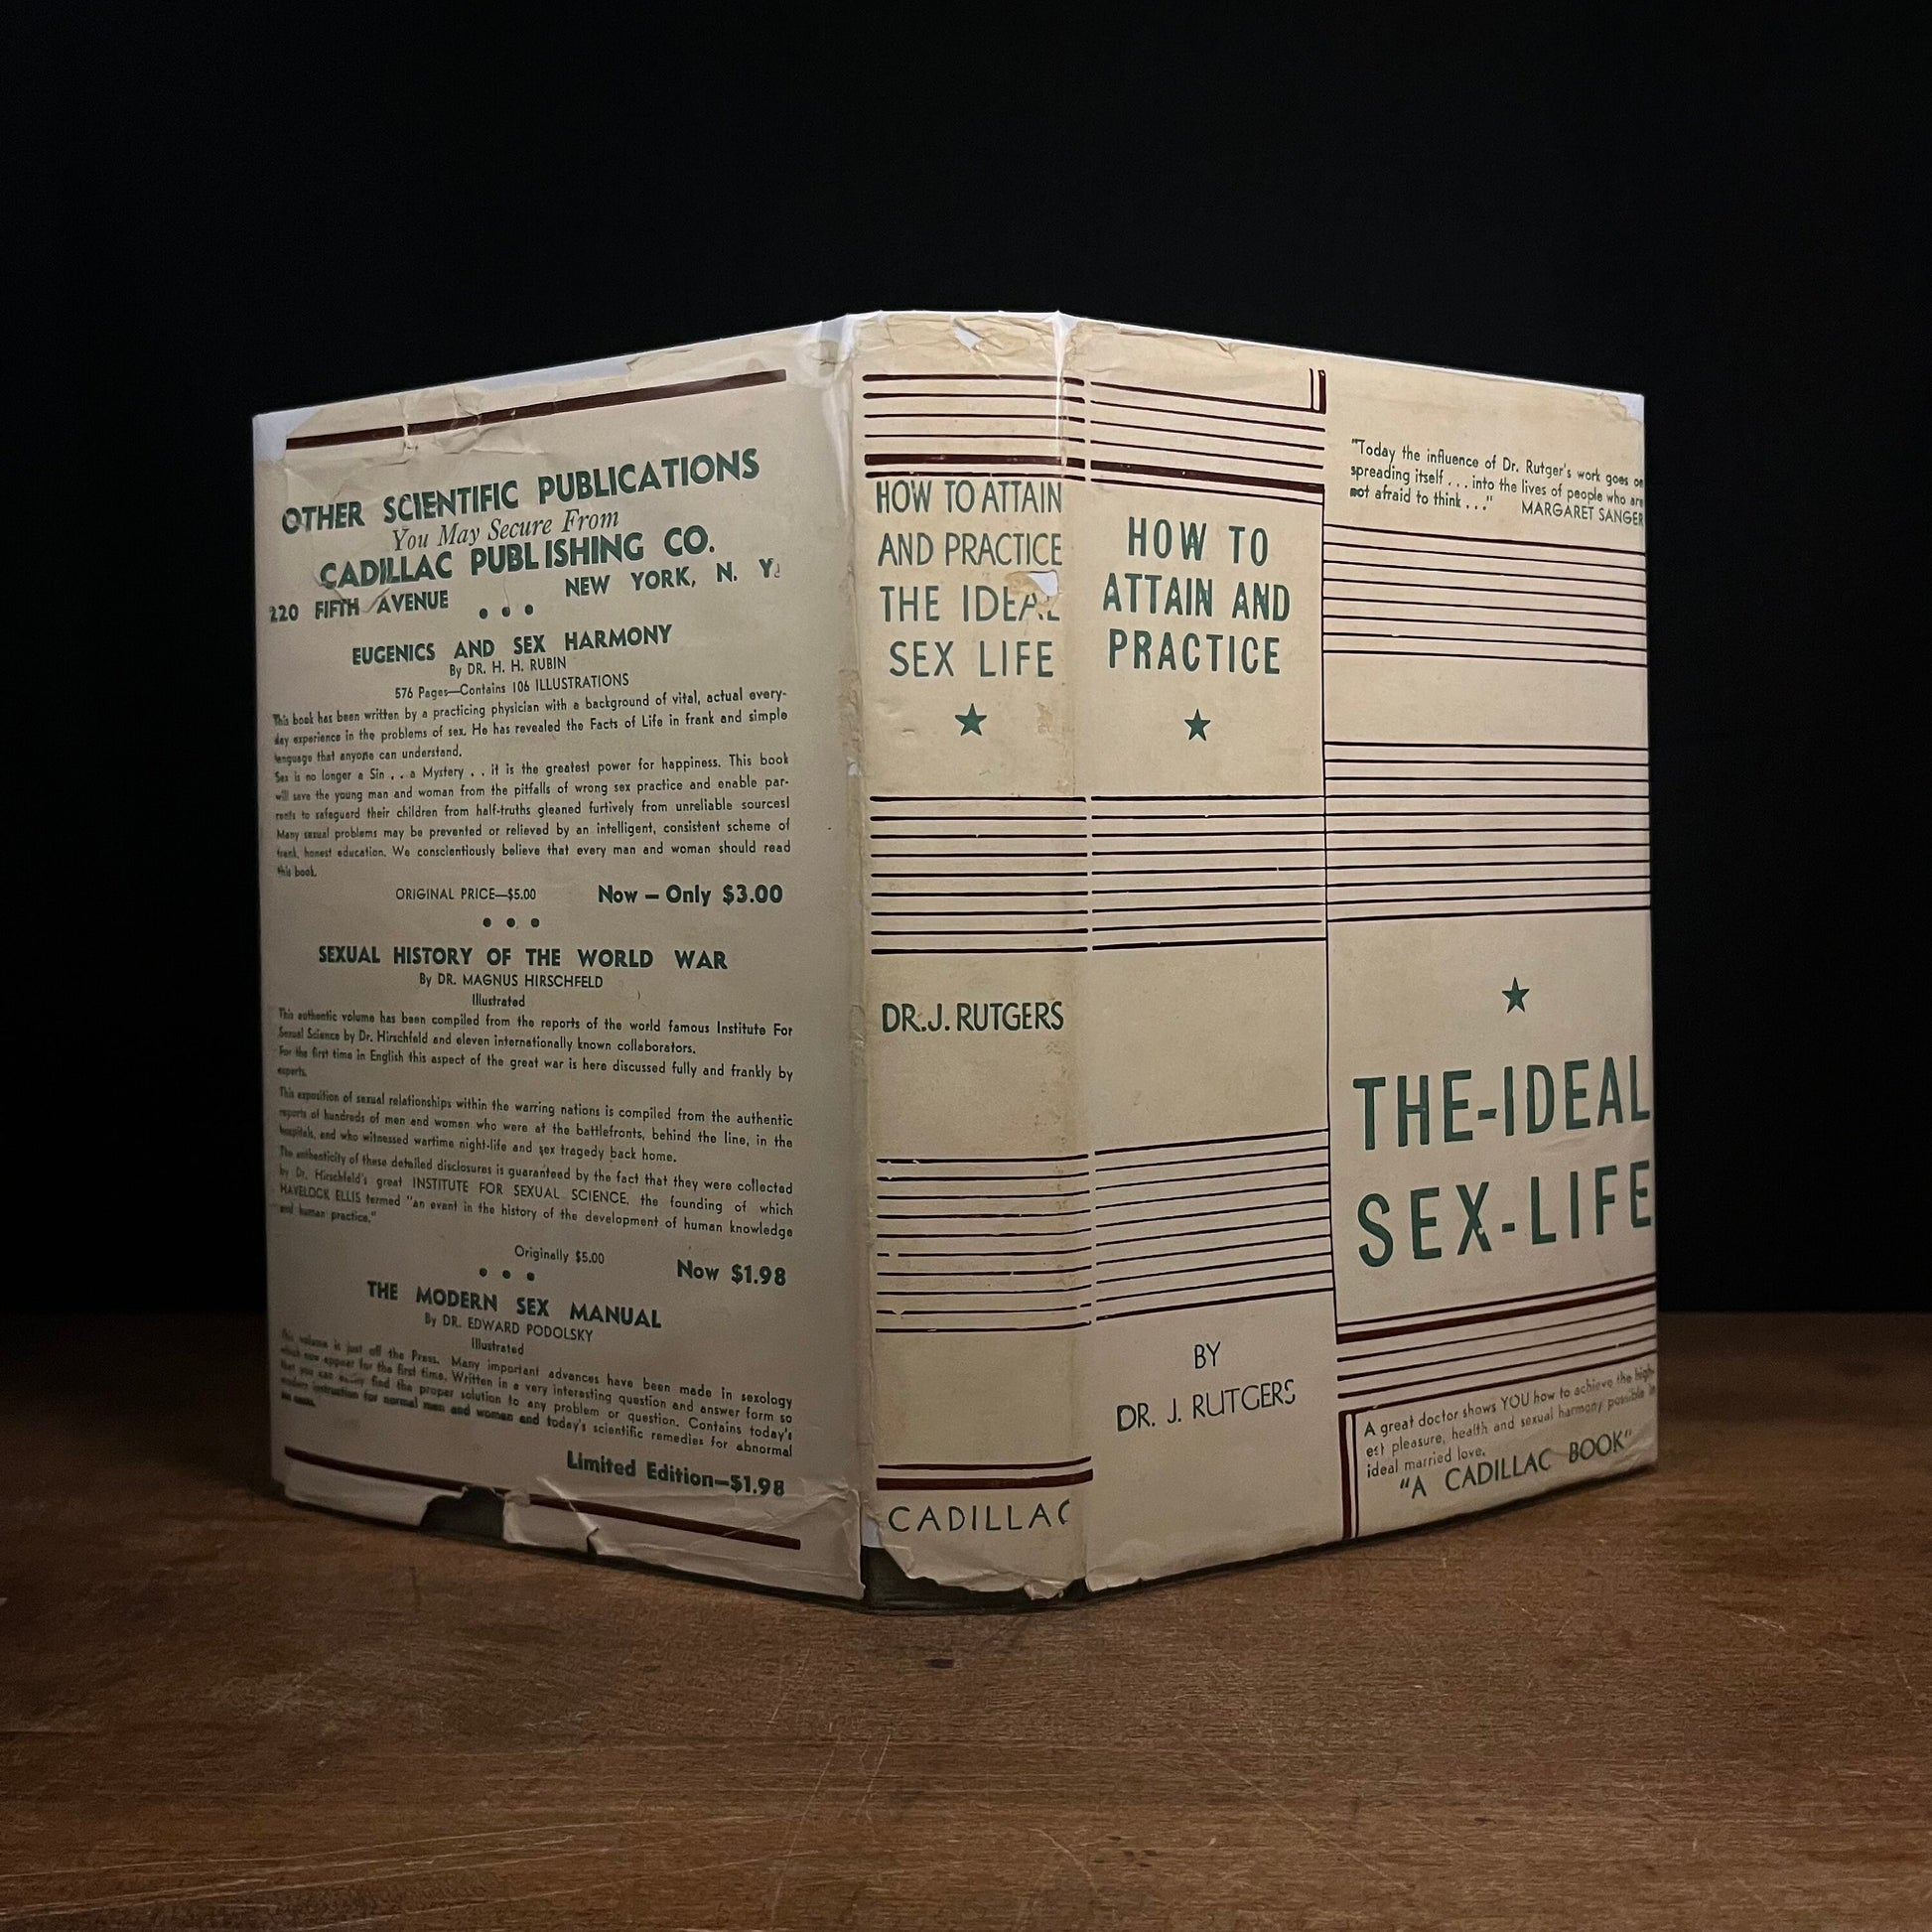 OTHER SCIENTIFIC PUBLICATIONS
You May Secure From
CADILLAC PUBLISHING CO.
220 FIFTH AVENUE • • • NEW YORK, N. Y.
EUGENICS AND SEX HARMONY
By DR. H. H. RUBIN
576 Pages—Contains 106 ILLUSTRATIONS
This book has been written by a practicing physician with a background of vital, actual every-
day experience in the problems of sex. He has revealed the Facts of Life in frank and simple
language that anyone can understand.
Sex is no longer a Sin . . a Mystery . . it is the greatest power for happiness. This book
will save the young man and woman from the pitfalls of wrong sex practice and enable par-
rents to safeguard their children from half-truths gleaned furtively from unreliable sources!
Many sexual problems may be prevented or relieved by an intelligent, consistent scheme of
frank, honest education. We conscientiously believe that every man and woman should read
this book.
ORIGINAL PRICE—$5.00 Now — Only $3.00
• • •
SEXUAL HISTORY OF THE WORLD WAR
By DR. MAGNUS HIRSCHFELD
Illustrated
This authentic volume has been compiled from the reports of the world famous Institute For
Sexual Science by Dr. Hirschfeld and eleven internationally known collaborators.
For the first time in English this aspect of the great war is here discussed fully and frankly by
experts.
This exposition of sexual relationships within the warring nations is compiled from the authentic
reports of hundreds of men and women who were at the battlefronts, behind the line, in the
hospitals, and who witnessed wartime night-life and sex tragedy back home.
The authenticity of these detailed disclosures is guaranteed by the fact that they were collected
by Dr. Hirschfeld's great INSTITUTE FOR SEXUAL SCIENCE, the founding of which
HAVELOCK ELLIS termed "an event in the history of the development of human knowledge
and human practice."
Originally $5.00 Now $1.98
• • •
THE MODERN SEX MANUAL
By DR. EDWARD PODOLSKY
Illustrated
This volume is just off the Press. Many important advances have been made in sexology
which now appear for the first time. Written in a very interesting question and answer form so
that you can easily find the proper solution to any problem or question. Contains today's
modern instruction for normal men and women and today's scientific remedies for abnormal
Limited Edition—$1.98
HOW TO ATTAIN
AND PRACTICE
THE IDEAL
SEX LIFE
★
DR. J. RUTGERS
CADILLAC
HOW TO
ATTAIN AND
PRACTICE
★
BY
DR. J. RUTGERS
"Today the influence of Dr. Rutger's work goes on
spreading itself . . . into the lives of people who are
not afraid to think . . ." MARGARET SANGER
★
THE-IDEAL
SEX-LIFE
A great doctor shows YOU how to achieve the high-
est pleasure, health and sexual harmony possible in
ideal married love.
"A CADILLAC BOOK"